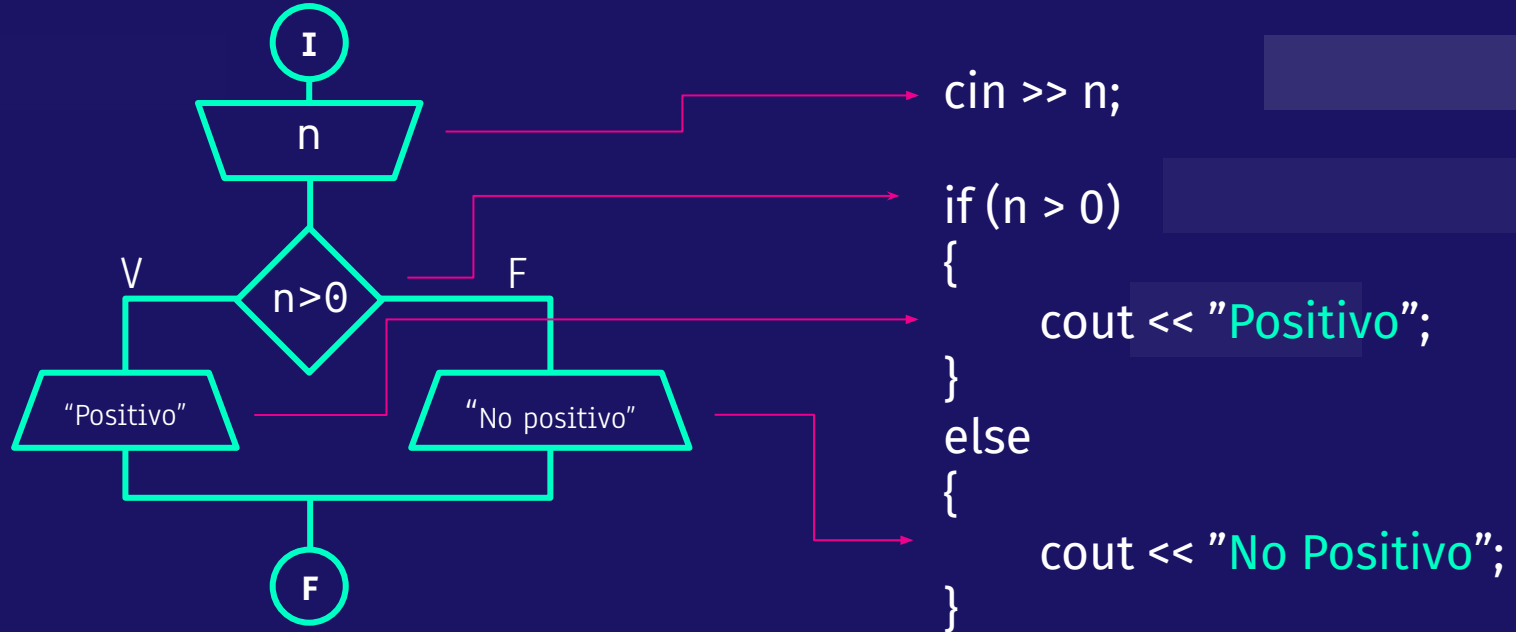 I
n
n>0
V
F
“Positivo”
“No positivo”
F
cin >> n;
if (n > 0)
{
cout << ”Positivo”;
}
else
{
cout << ”No Positivo”;
}